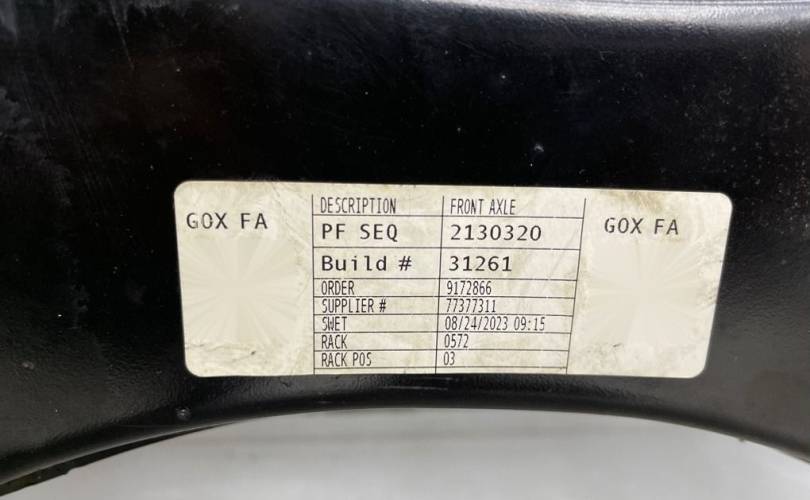 GOX FA
DESCRIPTION FRONT AXLE
PF SEQ 2130320
Build # 31261
ORDER 9172866
SUPPLIER # 77377311
SWET 08/24/2023 09:15
RACK 0572
RACK POS 03
GOX FA